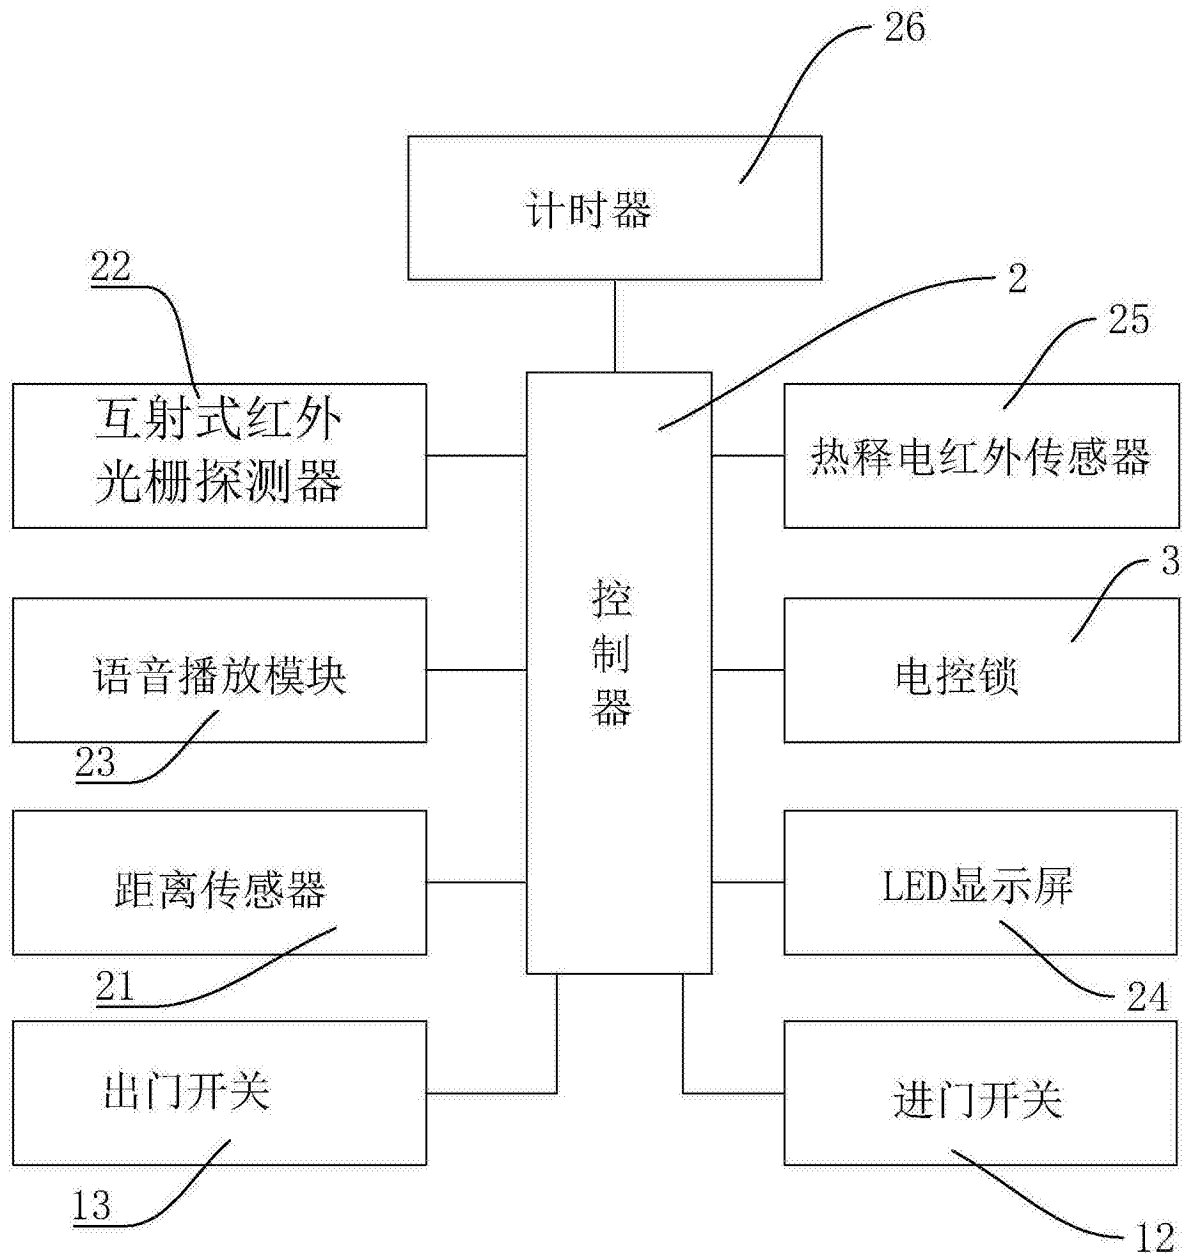 26
计时器
22
2
25
互射式红外
光栅探测器
热释电红外传感器
控
制
器
3
语音播放模块
电控锁
23
距离传感器
LED显示屏
21
24
出门开关
进门开关
13
12